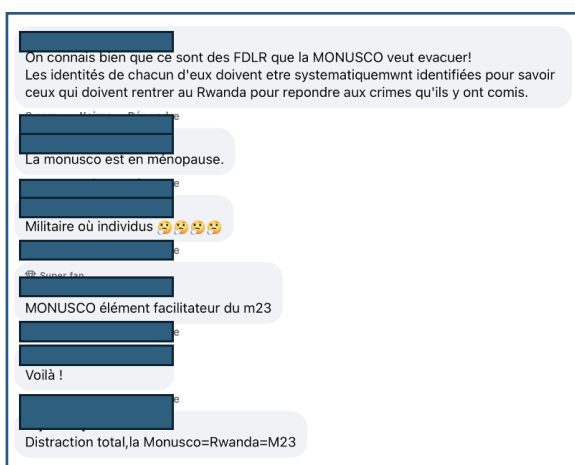 On connais bien que ce sont des FDLR que la MONUSCO veut evacuer!
Les identités de chacun d'eux doivent etre systematiquemwnt identifiées pour savoir
ceux qui doivent rentrer au Rwanda pour repondre aux crimes qu'ils y ont comis.
La monusco est en ménopause.
Militaire où individus 🤔🤔🤔🤔
Super fan
MONUSCO élément facilitateur du m23
Voilà !
Distraction total,la Monusco=Rwanda=M23